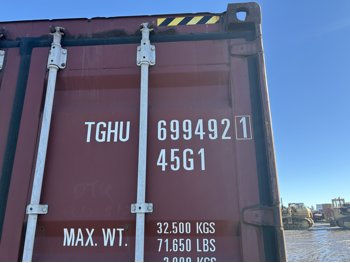 TGHU 699492 1
45G1
MAX. WT. 32.500 KGS
71.650 LBS